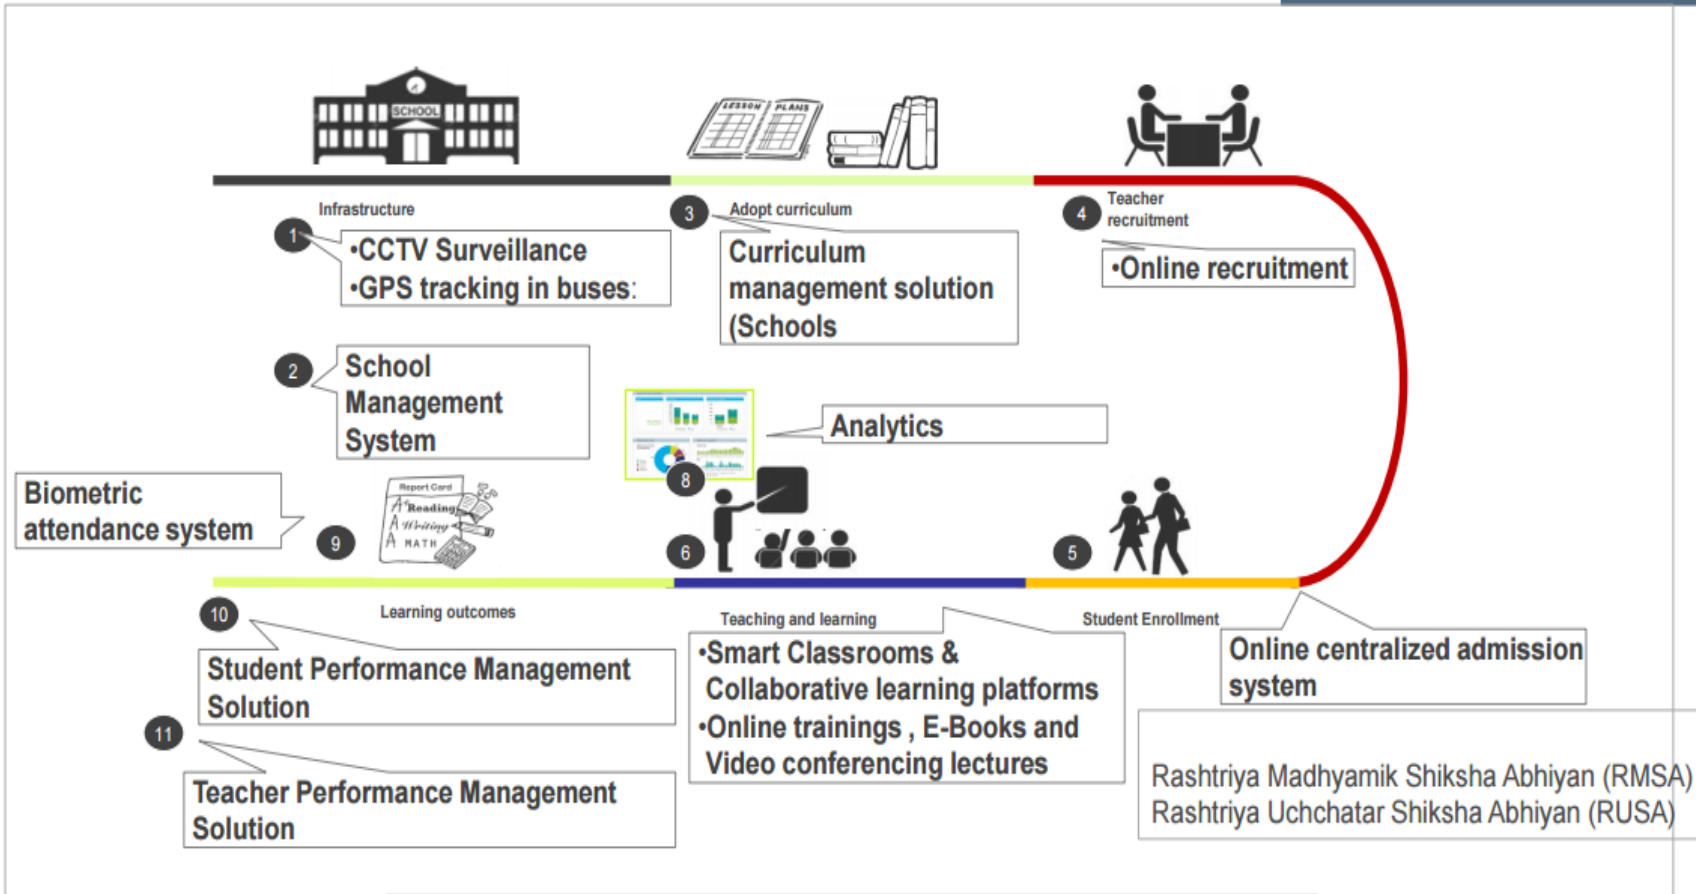 SCHOOL
LESSON PLANS
1
Infrastructure
•CCTV Surveillance
•GPS tracking in buses:
3
Adopt curriculum
Curriculum
management solution
(Schools
4
Teacher
recruitment
•Online recruitment
2
School
Management
System
8
Analytics
Biometric
attendance system
9
Report Card
A+ Reading
A Writing
A MATH
6
5
10
Learning outcomes
Student Performance Management
Solution
11
Teacher Performance Management
Solution
Teaching and learning
•Smart Classrooms &
Collaborative learning platforms
•Online trainings , E-Books and
Video conferencing lectures
Student Enrollment
Online centralized admission
system
Rashtriya Madhyamik Shiksha Abhiyan (RMSA)
Rashtriya Uchchatar Shiksha Abhiyan (RUSA)